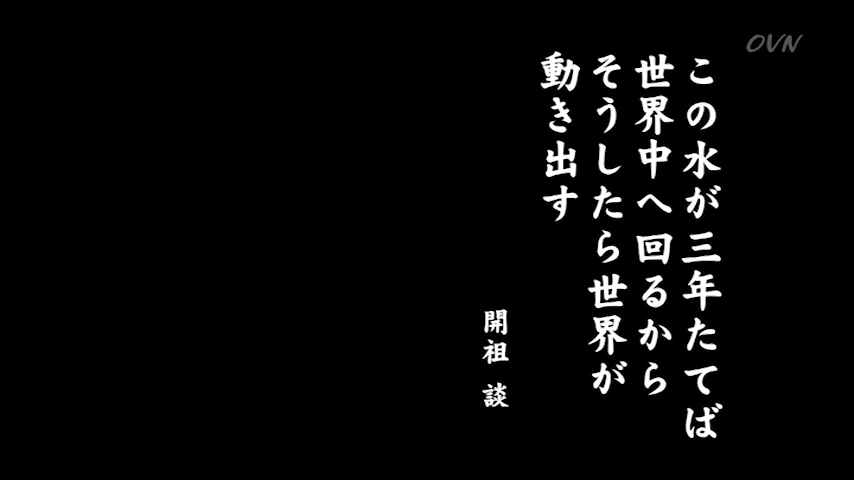 OVN
この水が三年たてば
世界中へ回るから
そうしたら世界が
動き出す
開祖 談